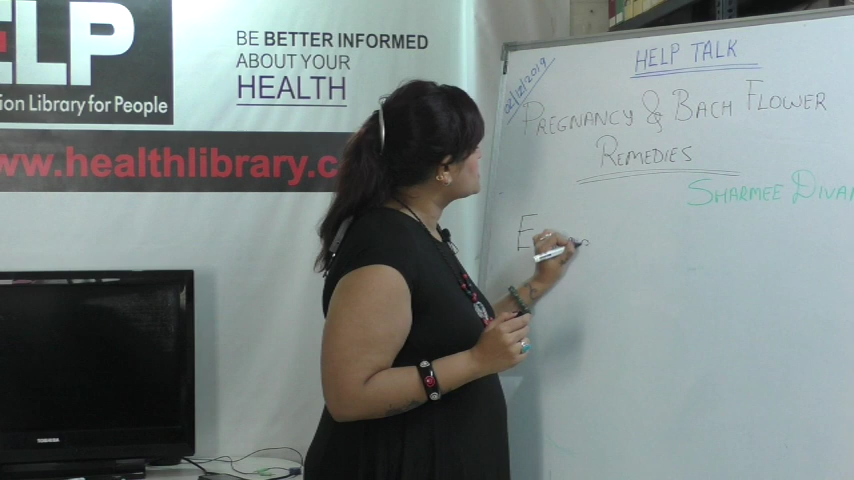 ELP
ion Library for People
BE BETTER INFORMED
ABOUT YOUR
HEALTH
ww.healthlibrary.c
TOSHIBA
02/12/2019
HELP TALK
PREGNANCY & BACH FLOWER
REMEDIES
SHARMEE DIVAN
E